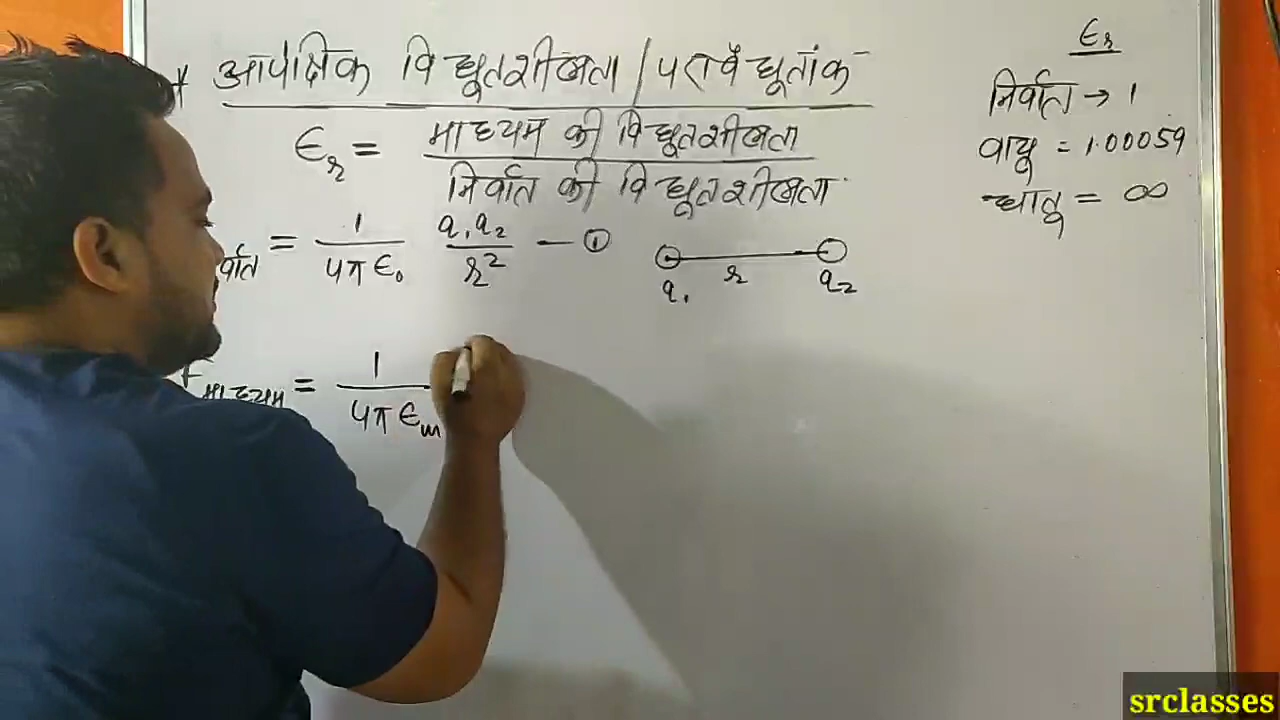 आपेक्षिक विद्युतशीलता / परावैद्युतांक -
εr = माध्यम की विद्युतशीलता
निर्वात की विद्युतशीलता
र्वात = 1 / 4πε₀ q₁q₂ / r² — ①
q₁ r q₂
F माध्यम = 1 / 4πεm
εr
निर्वात → 1
वायु = 1.00059
धातु = ∞
srclasses